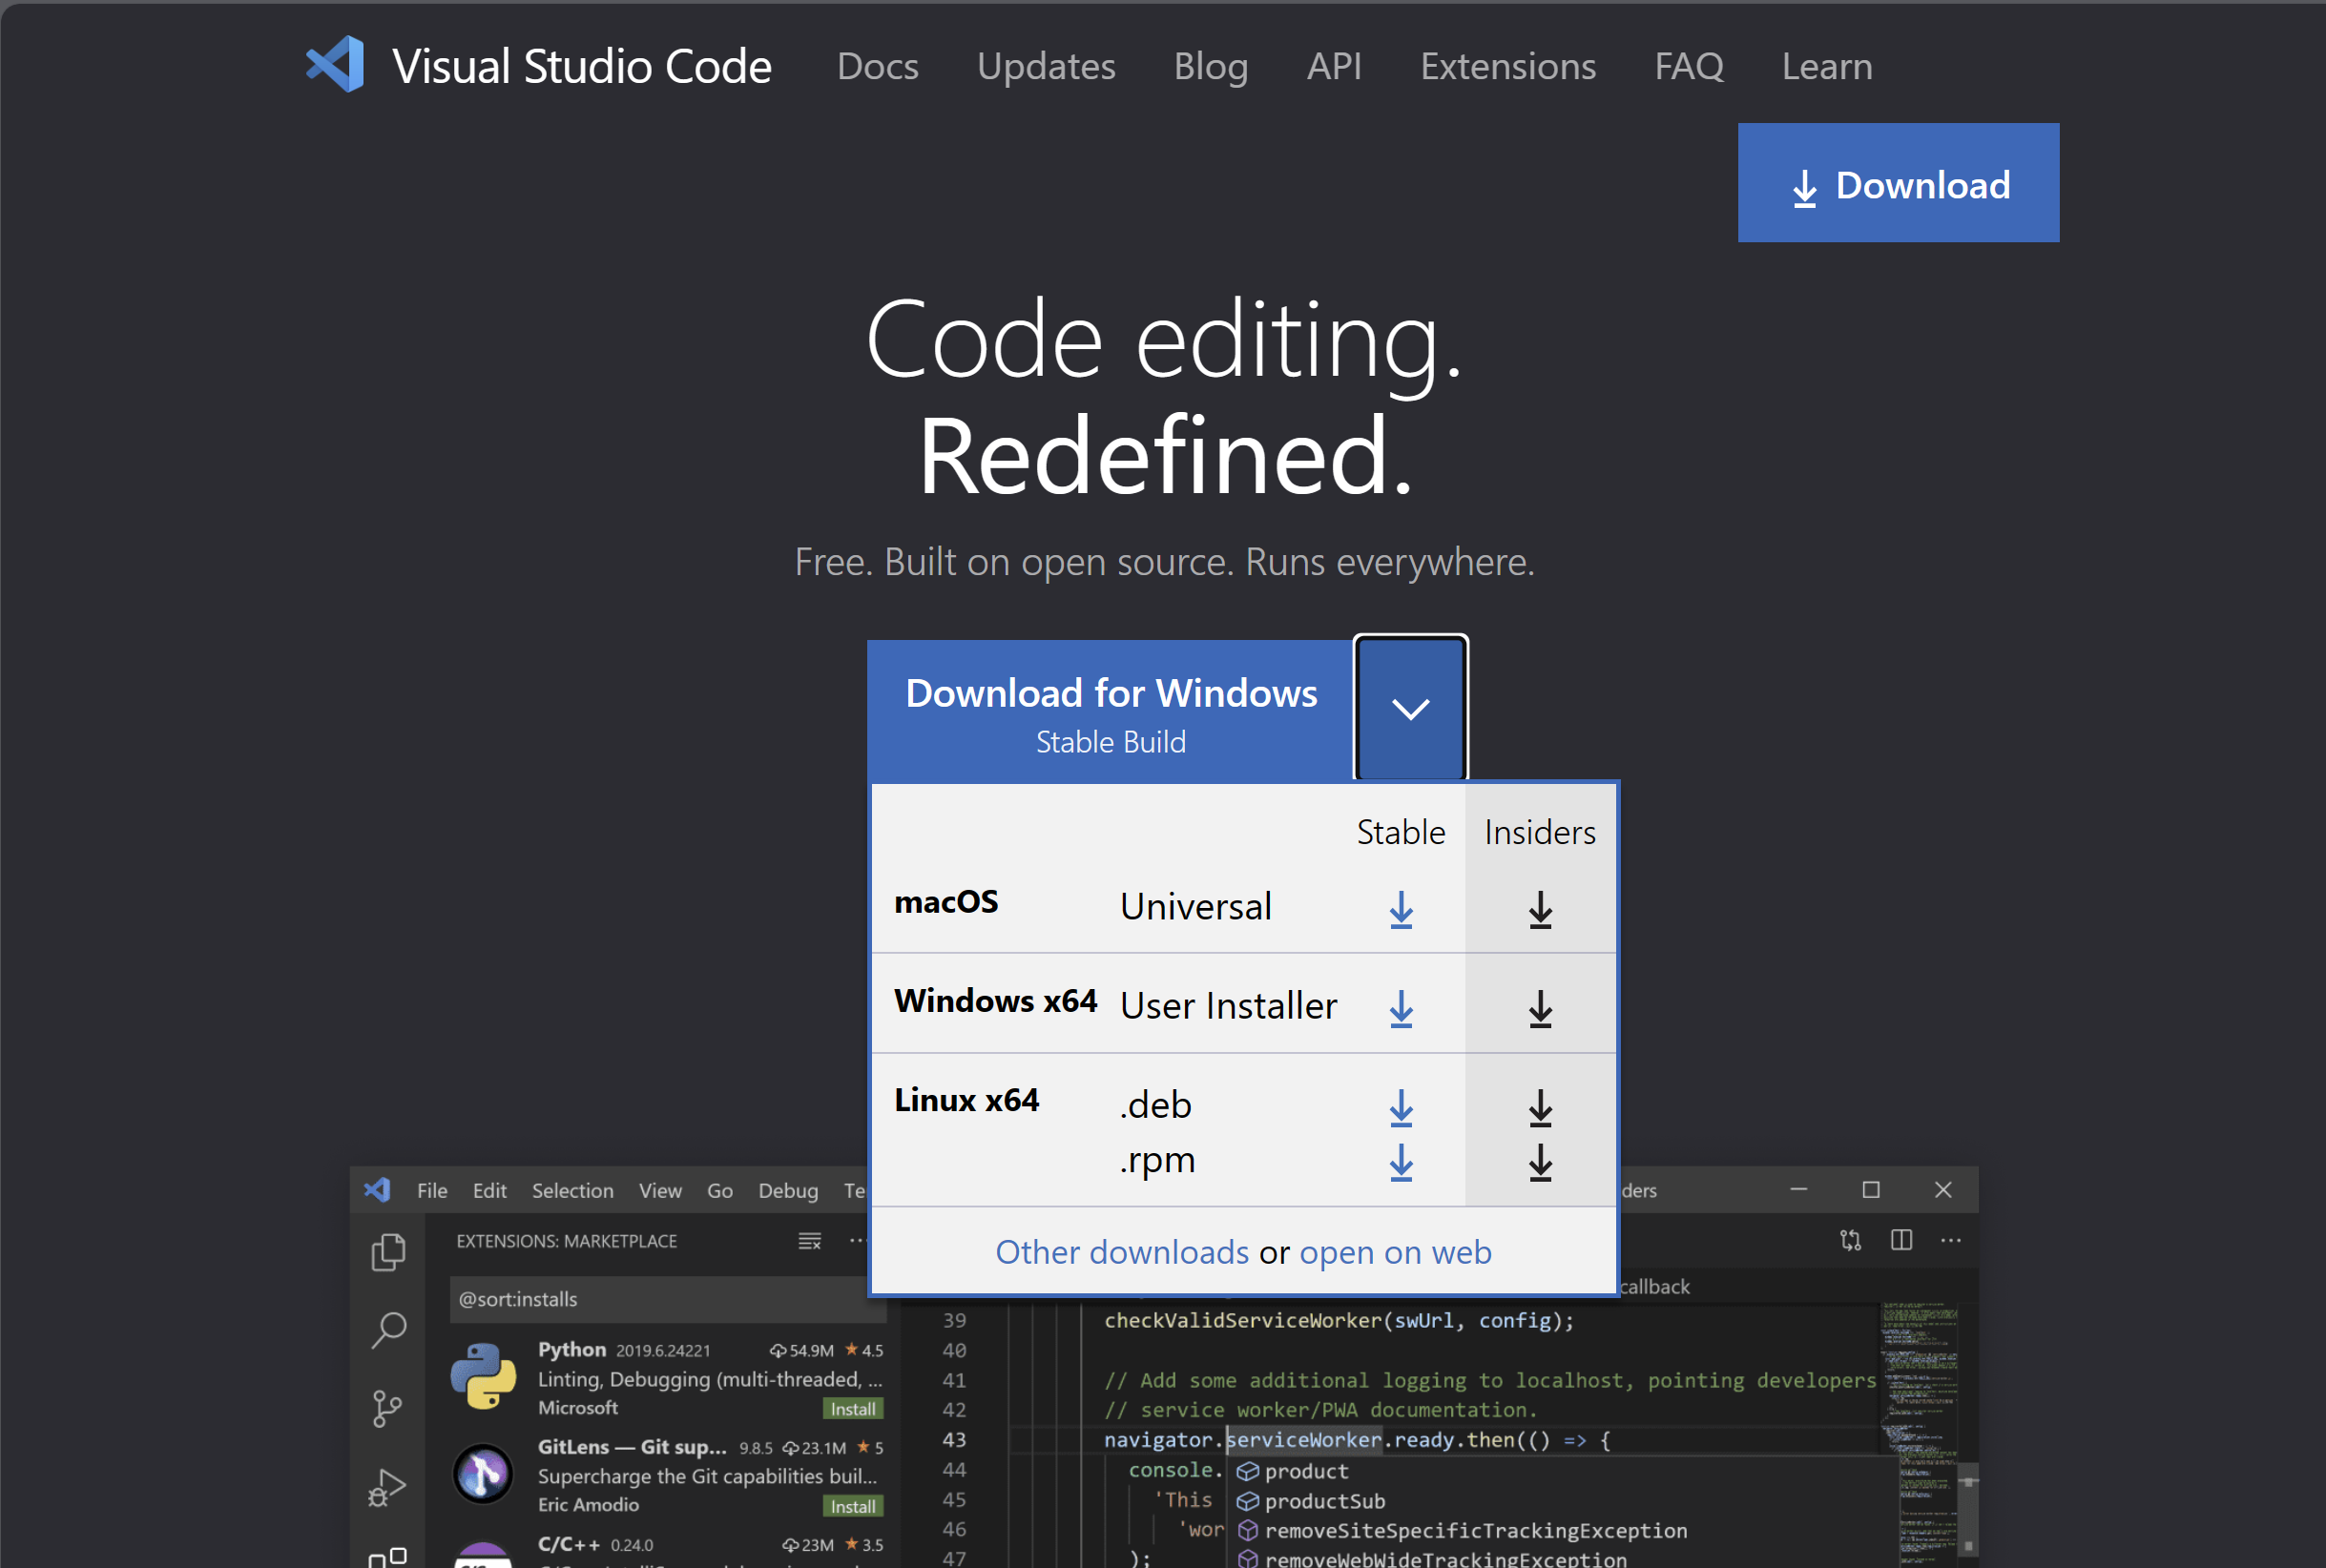 Visual Studio Code Docs Updates Blog API Extensions FAQ Learn
Download
Code editing.
Redefined.
Free. Built on open source. Runs everywhere.
Download for Windows
Stable Build
Stable Insiders
macOS Universal
Windows x64 User Installer
Linux x64 .deb
.rpm
Other downloads or open on web
File Edit Selection View Go Debug Te
ders
EXTENSIONS: MARKETPLACE
@sort:installs
Python 2019.6.24221 54.9M 4.5
Linting, Debugging (multi-threaded, ...
Microsoft Install
GitLens — Git sup... 9.8.5 23.1M 5
Supercharge the Git capabilities buil...
Eric Amodio Install
C/C++ 0.24.0 23M 3.5
callback
39 checkValidServiceWorker(swUrl, config);
40
41 // Add some additional logging to localhost, pointing developers
42 // service worker/PWA documentation.
43 navigator.serviceWorker.ready.then(() => {
44 console.
45 'This
46 'wor
47 );
product
productSub
removeSiteSpecificTrackingException
removeWebWideTrackingException